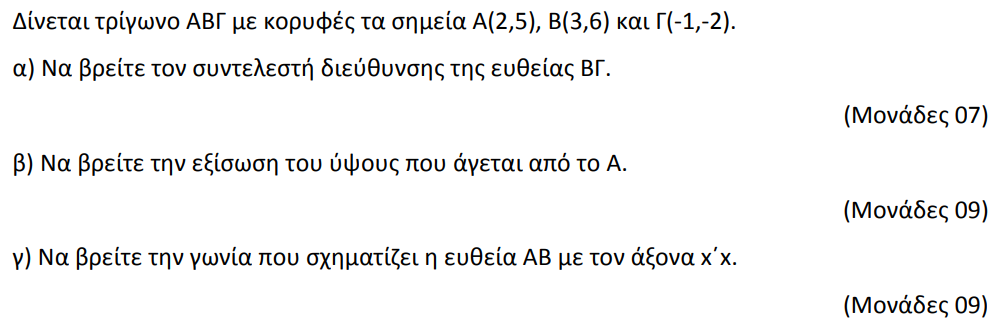 Δίνεται τρίγωνο ΑΒΓ με κορυφές τα σημεία Α(2,5), Β(3,6) και Γ(-1,-2).
α) Να βρείτε τον συντελεστή διεύθυνσης της ευθείας ΒΓ.
(Μονάδες 07)
β) Να βρείτε την εξίσωση του ύψους που άγεται από το Α.
(Μονάδες 09)
γ) Να βρείτε την γωνία που σχηματίζει η ευθεία ΑΒ με τον άξονα x΄x.
(Μονάδες 09)